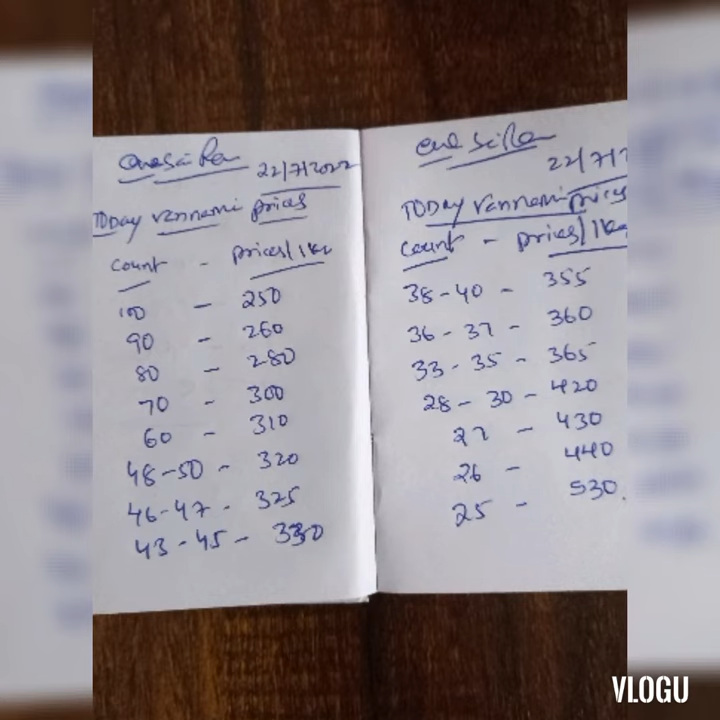 22/7/2022
TODay vannami prices
count - prices/1kg
100 - 250
90 - 260
80 - 280
70 - 300
60 - 310
48-50 - 320
46-47 - 325
43-45 - 330
22/7/
TODay vannami prices
count - prices/1kg
38-40 - 355
36-37 - 360
33-35 - 365
28-30 - 420
27 - 430
26 - 440
25 - 530.
VLOGU